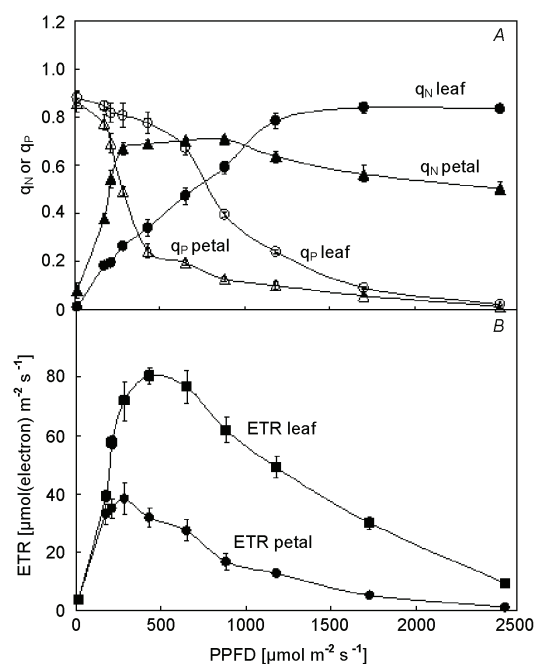 A
1.2
1.0
0.8
0.6
0.4
0.2
0
qN or qP
qN leaf
qN petal
qP petal
qP leaf
B
80
60
40
20
0
ETR [µmol(electron) m-2 s-1]
ETR leaf
ETR petal
0 500 1000 1500 2000 2500
PPFD [µmol m-2 s-1]